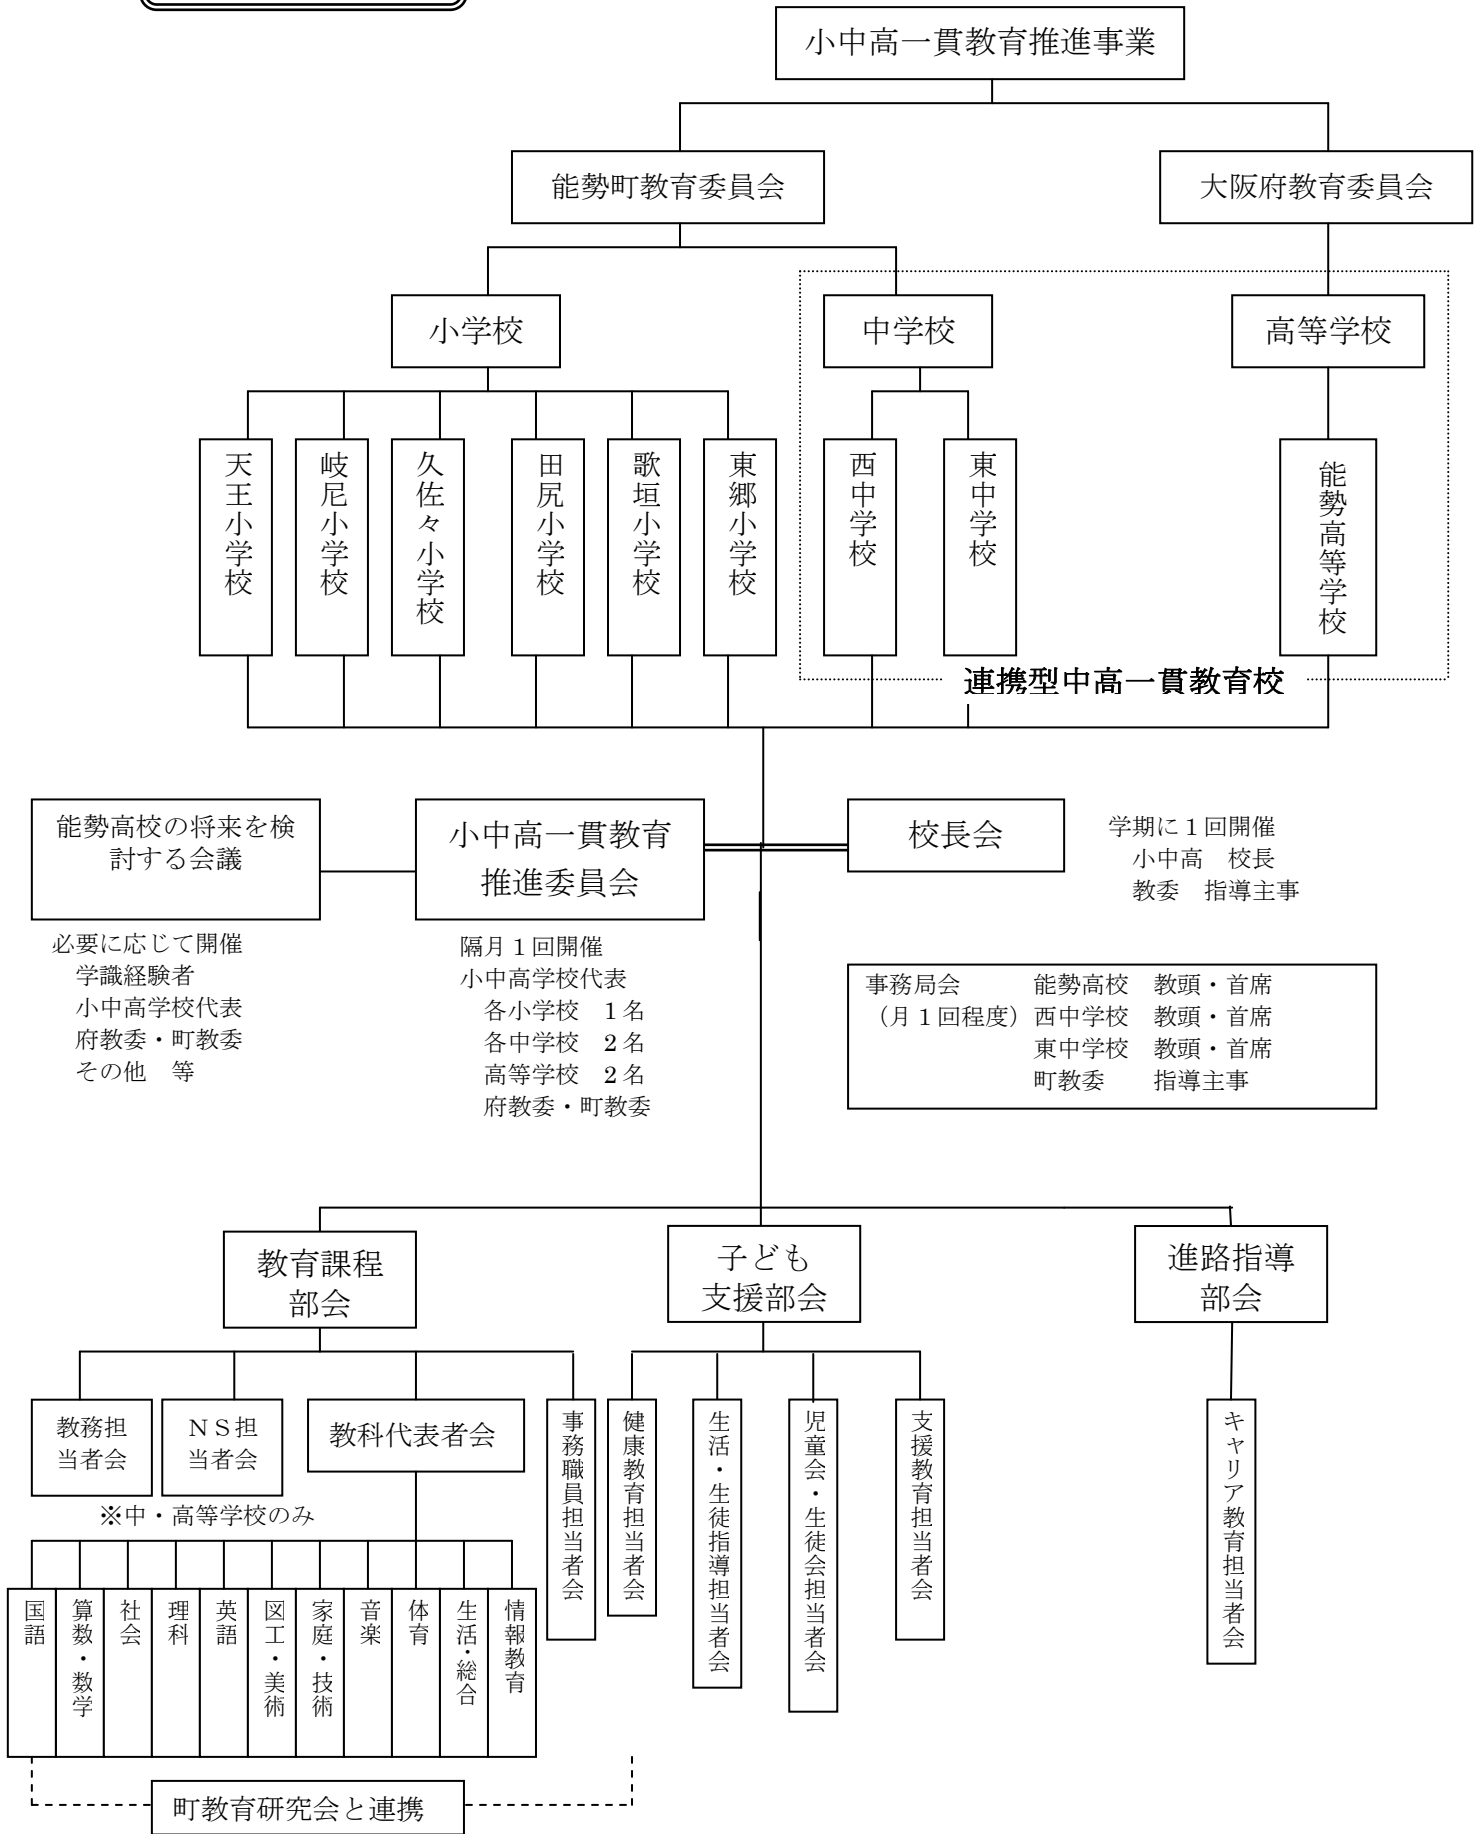 小中高一貫教育推進事業
能勢町教育委員会
大阪府教育委員会
小学校
中学校
高等学校
天王小学校
岐尼小学校
久佐々小学校
田尻小学校
歌垣小学校
東郷小学校
西中学校
東中学校
能勢高等学校
連携型中高一貫教育校
能勢高校の将来を検
討する会議
小中高一貫教育
推進委員会
校長会
学期に１回開催
小中高　校長
教委　指導主事
必要に応じて開催
学識経験者
小中高学校代表
府教委・町教委
その他　等
隔月１回開催
小中高学校代表
各小学校　１名
各中学校　２名
高等学校　２名
府教委・町教委
事務局会　能勢高校　教頭・首席
（月１回程度）西中学校　教頭・首席
東中学校　教頭・首席
町教委　指導主事
教育課程
部会
子ども
支援部会
進路指導
部会
教務担
当者会
ＮＳ担
当者会
教科代表者会
事務職員担当者会
健康教育担当者会
生活・生徒指導担当者会
児童会・生徒会担当者会
支援教育担当者会
キャリア教育担当者会
※中・高等学校のみ
国語
算数・数学
社会
理科
英語
図工・美術
家庭・技術
音楽
体育
生活・総合
情報教育
町教育研究会と連携